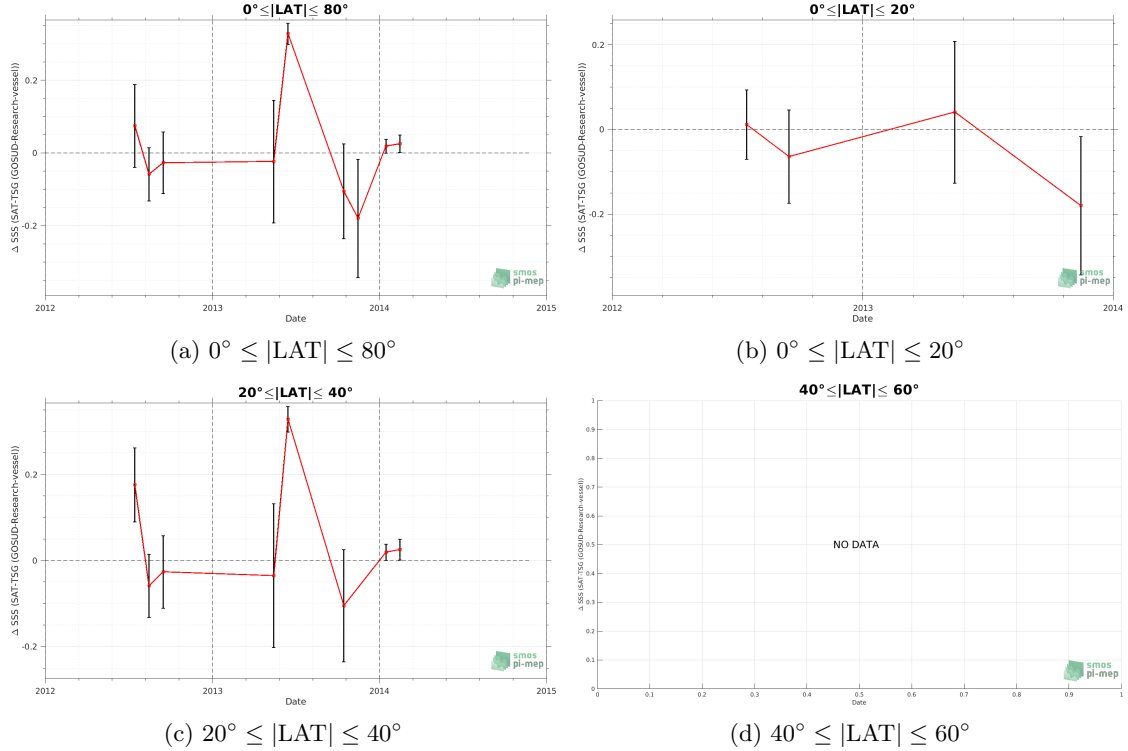 0°≤|LAT|≤ 80°
Δ SSS (SAT-TSG (GOSUD-Research-vessel))
0.2
0
-0.2
2012
2013
2014
2015
Date
smos
pi-mep
(a) 0° ≤ |LAT| ≤ 80°
0°≤|LAT|≤ 20°
Δ SSS (SAT-TSG (GOSUD-Research-vessel))
0.2
0
-0.2
2012
2013
2014
Date
smos
pi-mep
(b) 0° ≤ |LAT| ≤ 20°
20°≤|LAT|≤ 40°
Δ SSS (SAT-TSG (GOSUD-Research-vessel))
0.2
0
-0.2
2012
2013
2014
2015
Date
smos
pi-mep
(c) 20° ≤ |LAT| ≤ 40°
40°≤|LAT|≤ 60°
Δ SSS (SAT-TSG (GOSUD-Research-vessel))
1
0.9
0.8
0.7
0.6
0.5
0.4
0.3
0.2
0.1
0
NO DATA
0
0.1
0.2
0.3
0.4
0.5
0.6
0.7
0.8
0.9
1
Date
smos
pi-mep
(d) 40° ≤ |LAT| ≤ 60°